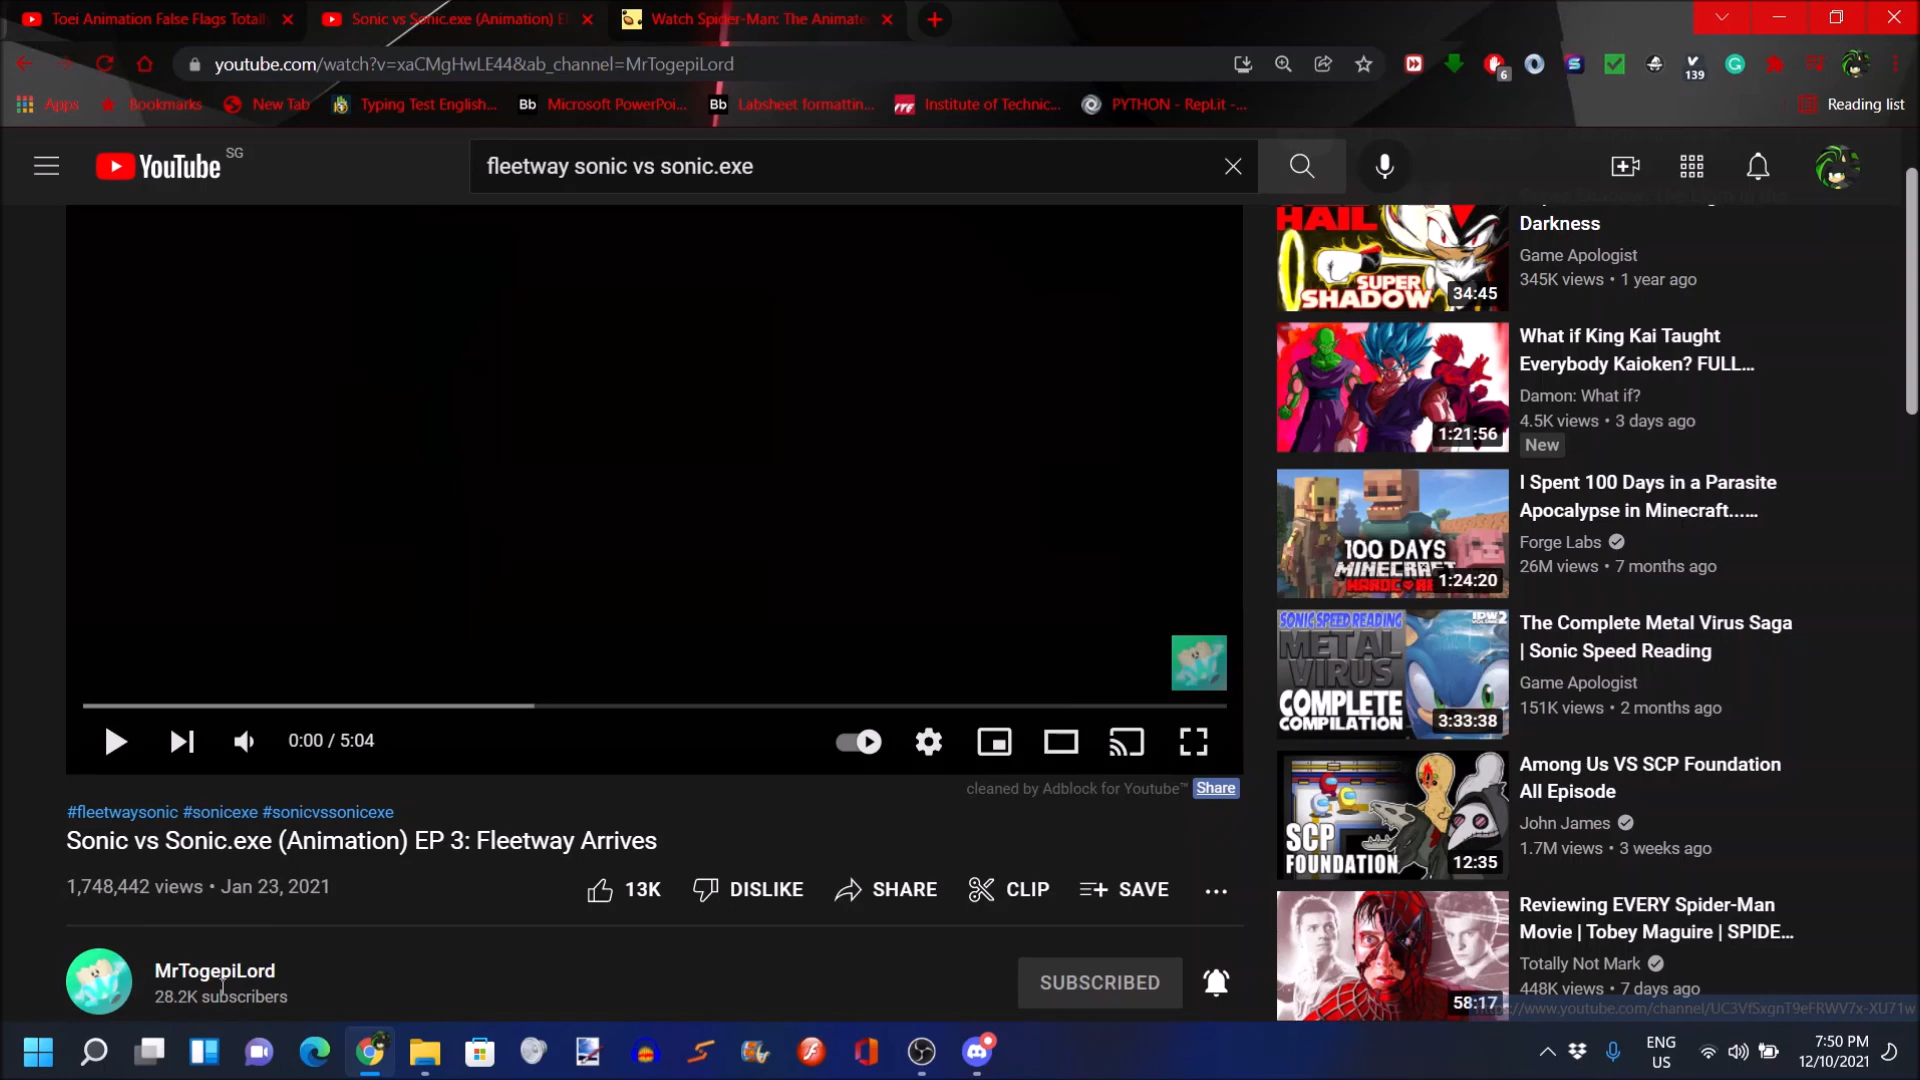 Toei Animation False Flags Totall
Sonic vs Sonic.exe (Animation) E
Watch Spider-Man: The Animate
youtube.com/watch?v=xaCMgHwLE44&ab_channel=MrTogepiLord
6
139
Apps
Bookmarks
New Tab
Typing Test English...
Bb Microsoft PowerPoi...
Bb Labsheet formattin...
Institute of Technic...
PYTHON - Repl.it -...
Reading list
YouTube SG
fleetway sonic vs sonic.exe
HAIL
SUPER
SHADOW
34:45
Darkness
Game Apologist
345K views • 1 year ago
1:21:56
What if King Kai Taught
Everybody Kaioken? FULL...
Damon: What if?
4.5K views • 3 days ago
New
100 DAYS
MINECRAFT
1:24:20
I Spent 100 Days in a Parasite
Apocalypse in Minecraft......
Forge Labs
26M views • 7 months ago
SONIC SPEED READING
METAL
VIRUS
COMPLETE
COMPILATION
3:33:38
The Complete Metal Virus Saga
| Sonic Speed Reading
Game Apologist
151K views • 2 months ago
SCP
FOUNDATION
12:35
Among Us VS SCP Foundation
All Episode
John James
1.7M views • 3 weeks ago
58:17
Reviewing EVERY Spider-Man
Movie | Tobey Maguire | SPIDE...
Totally Not Mark
448K views • 7 days ago
0:00 / 5:04
cleaned by Adblock for Youtube™ Share
#fleetwaysonic #sonicexe #sonicvssonicexe
Sonic vs Sonic.exe (Animation) EP 3: Fleetway Arrives
1,748,442 views • Jan 23, 2021
13K
DISLIKE
SHARE
CLIP
SAVE
MrTogepiLord
28.2K subscribers
SUBSCRIBED
ENG
US
7:50 PM
12/10/2021